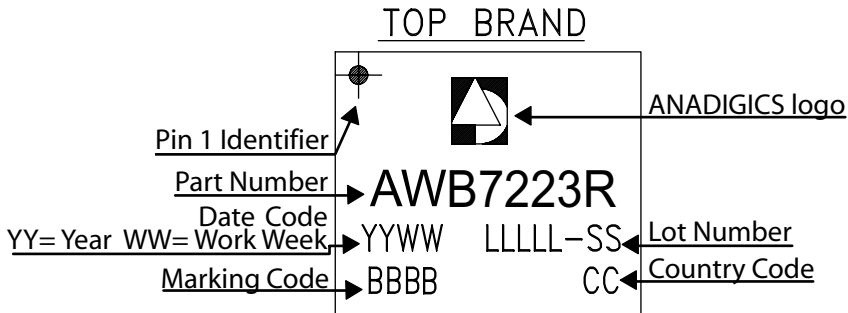 TOP BRAND
ANADIGICS logo
Pin 1 Identifier
Part Number
AWB7223R
Date Code
YY= Year WW= Work Week
YYWW LLLLL-SS
Lot Number
Marking Code
BBBB CC
Country Code